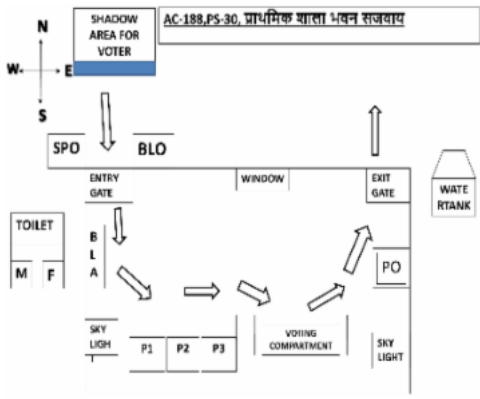 SHADOW
AREA FOR
VOTER
AC-188,PS-30, प्राथमिक शाला भवन सजवाय
N
W
E
S
SPO
BLO
ENTRY
GATE
WINDOW
EXIT
GATE
WATE
RTANK
TOILET
M
F
B
L
A
PO
SKY
LIGH
T
P1
P2
P3
VOTING
COMPARTMENT
SKY
LIGHT